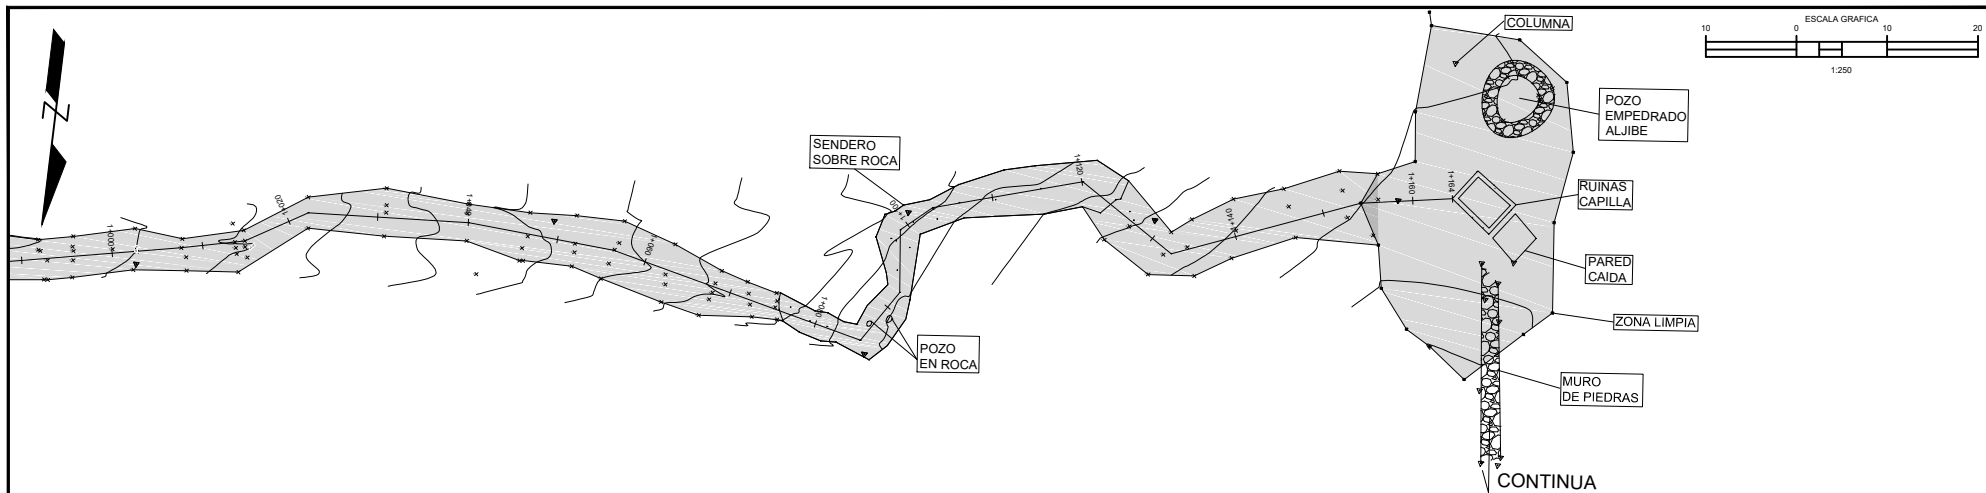 ESCALA GRAFICA
10 0 10 20
1:250
COLUMNA
POZO
EMPEDRADO
ALJIBE
SENDERO
SOBRE ROCA
RUINAS
CAPILLA
PARED
CAIDA
ZONA LIMPIA
MURO
DE PIEDRAS
POZO
EN ROCA
CONTINUA
1+000
1+020
1+040
1+060
1+080
1+100
1+120
1+140
1+160
1+164